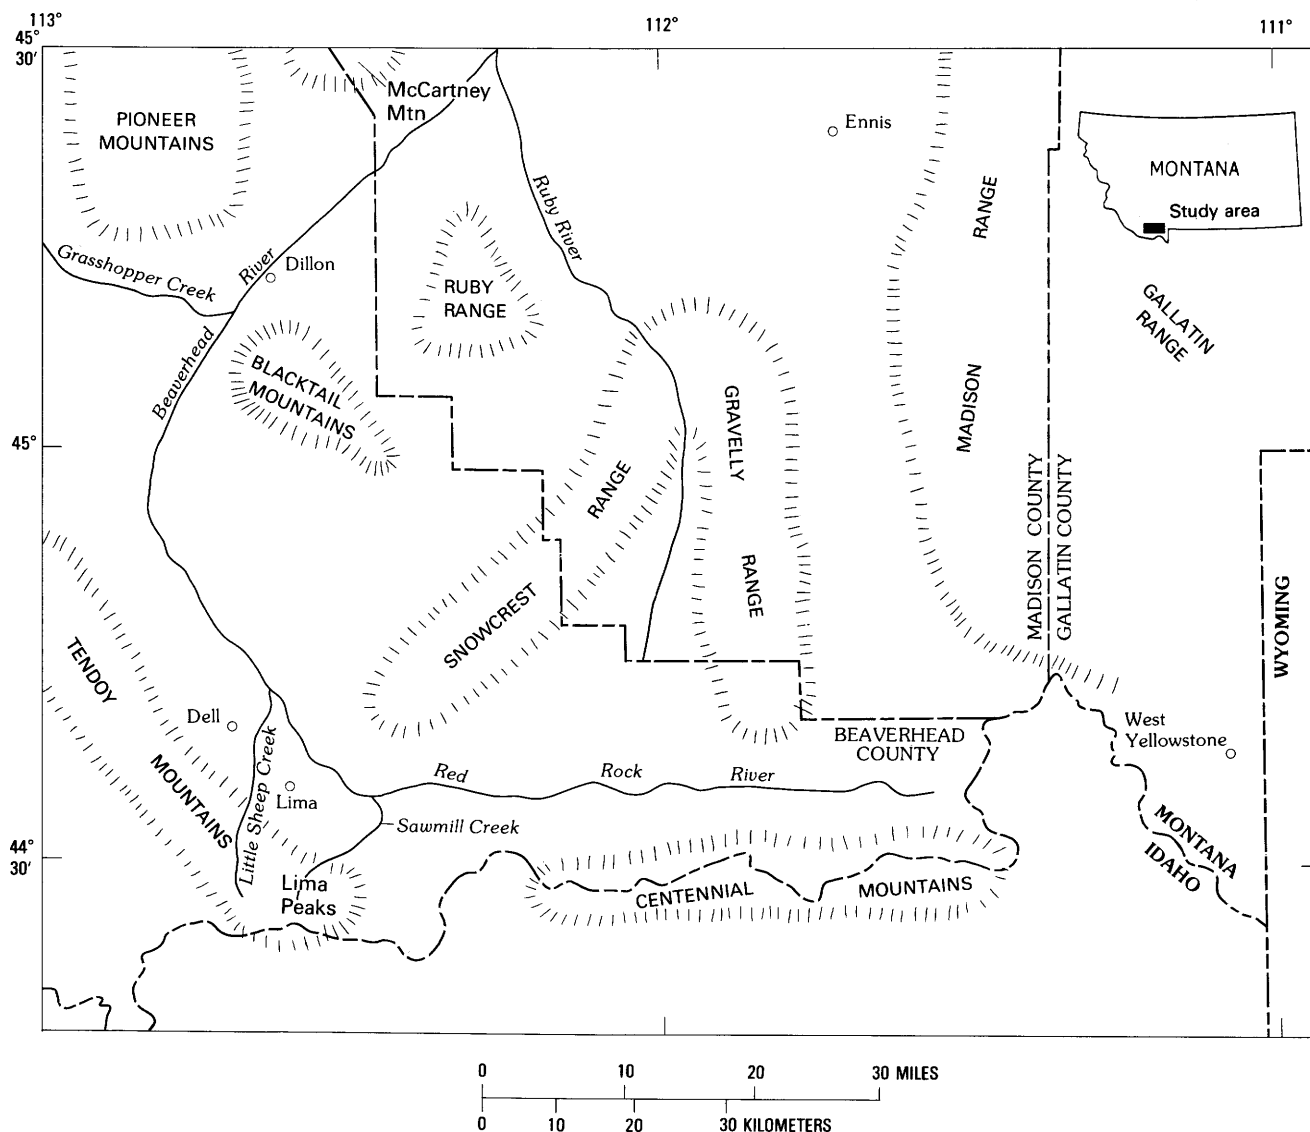 113°
112°
111°
45°
30′
McCartney
Mtn
PIONEER
MOUNTAINS
Ennis
MONTANA
Study area
Ruby River
RANGE
MADISON
Grasshopper Creek
River
Beaverhead
Dillon
RUBY
RANGE
GALLATIN
RANGE
BLACKTAIL
MOUNTAINS
GRAVELLY
RANGE
45°
RANGE
SNOWCREST
MADISON COUNTY
GALLATIN COUNTY
WYOMING
TENDOY
MOUNTAINS
Dell
Little Sheep Creek
Lima
Red Rock River
BEAVERHEAD
COUNTY
West
Yellowstone
Sawmill Creek
MONTANA
IDAHO
44°
30′
Lima
Peaks
CENTENNIAL MOUNTAINS
0 10 20 30 MILES
0 10 20 30 KILOMETERS